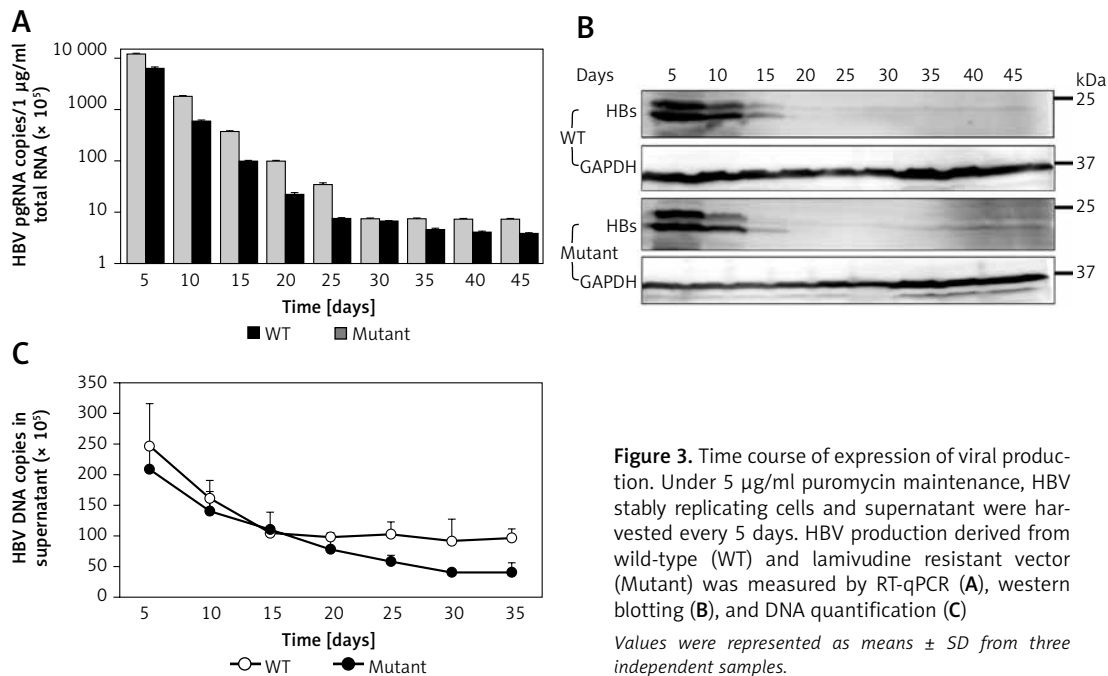 A
HBV pgRNA copies/1 µg/ml
total RNA (× 10⁵)
10 000
1000
100
10
1
5 10 15 20 25 30 35 40 45
Time [days]
WT Mutant
B
Days 5 10 15 20 25 30 35 40 45 kDa
HBs 25
WT
GAPDH 37
HBs 25
Mutant
GAPDH 37
C
HBV DNA copies in
supernatant (× 10⁵)
350
300
250
200
150
100
50
0
5 10 15 20 25 30 35
Time [days]
WT Mutant
Figure 3. Time course of expression of viral produc-
tion. Under 5 µg/ml puromycin maintenance, HBV
stably replicating cells and supernatant were har-
vested every 5 days. HBV production derived from
wild-type (WT) and lamivudine resistant vector
(Mutant) was measured by RT-qPCR (A), western
blotting (B), and DNA quantification (C)
Values were represented as means ± SD from three
independent samples.